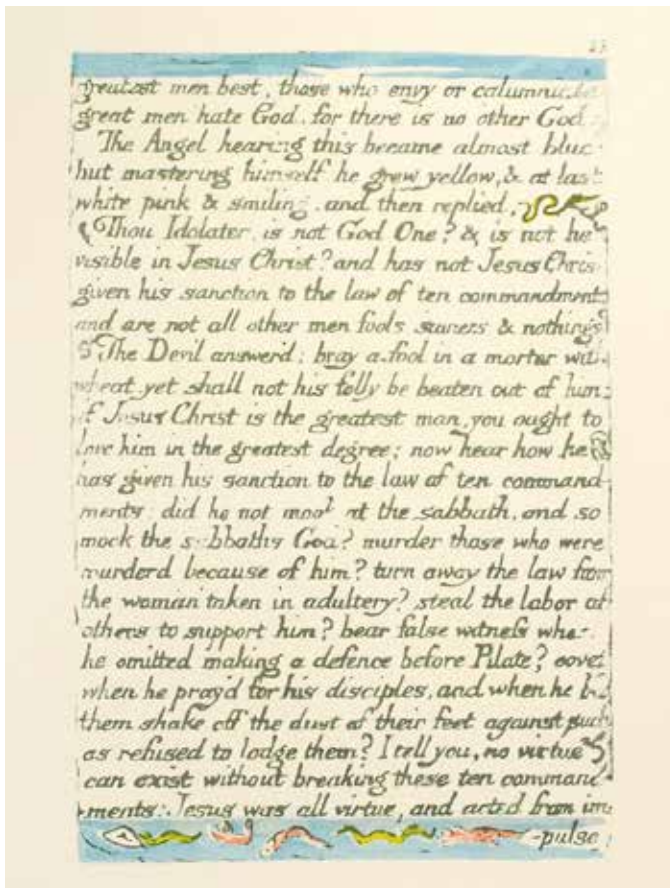 23
greatest men best, those who envy or calumniate
great men hate God, for there is no other God.
The Angel hearing this became almost blue
but mastering himself he grew yellow, & at last
white pink & smiling, and then replied,
Thou Idolater, is not God One? & is not he
visible in Jesus Christ? and has not Jesus Chris
given his sanction to the law of ten commandments
and are not all other men fools, sinners & nothings
The Devil answerd; bray a fool in a morter with
wheat, yet shall not his folly be beaten out of him:
if Jesus Christ is the greatest man, you ought to
love him in the greatest degree; now hear how he
has given his sanction to the law of ten command-
ments: did he not mock at the sabbath, and so
mock the sabbaths God? murder those who were
murderd because of him? turn away the law from
the woman taken in adultery? steal the labor of
others to support him? bear false witness when
he omitted making a defence before Pilate? covet
when he pray'd for his disciples, and when he bid
them shake off the dust of their feet against such
as refused to lodge them? I tell you, no virtue
can exist without breaking these ten command-
ments: Jesus was all virtue, and acted from im-
-pulse,